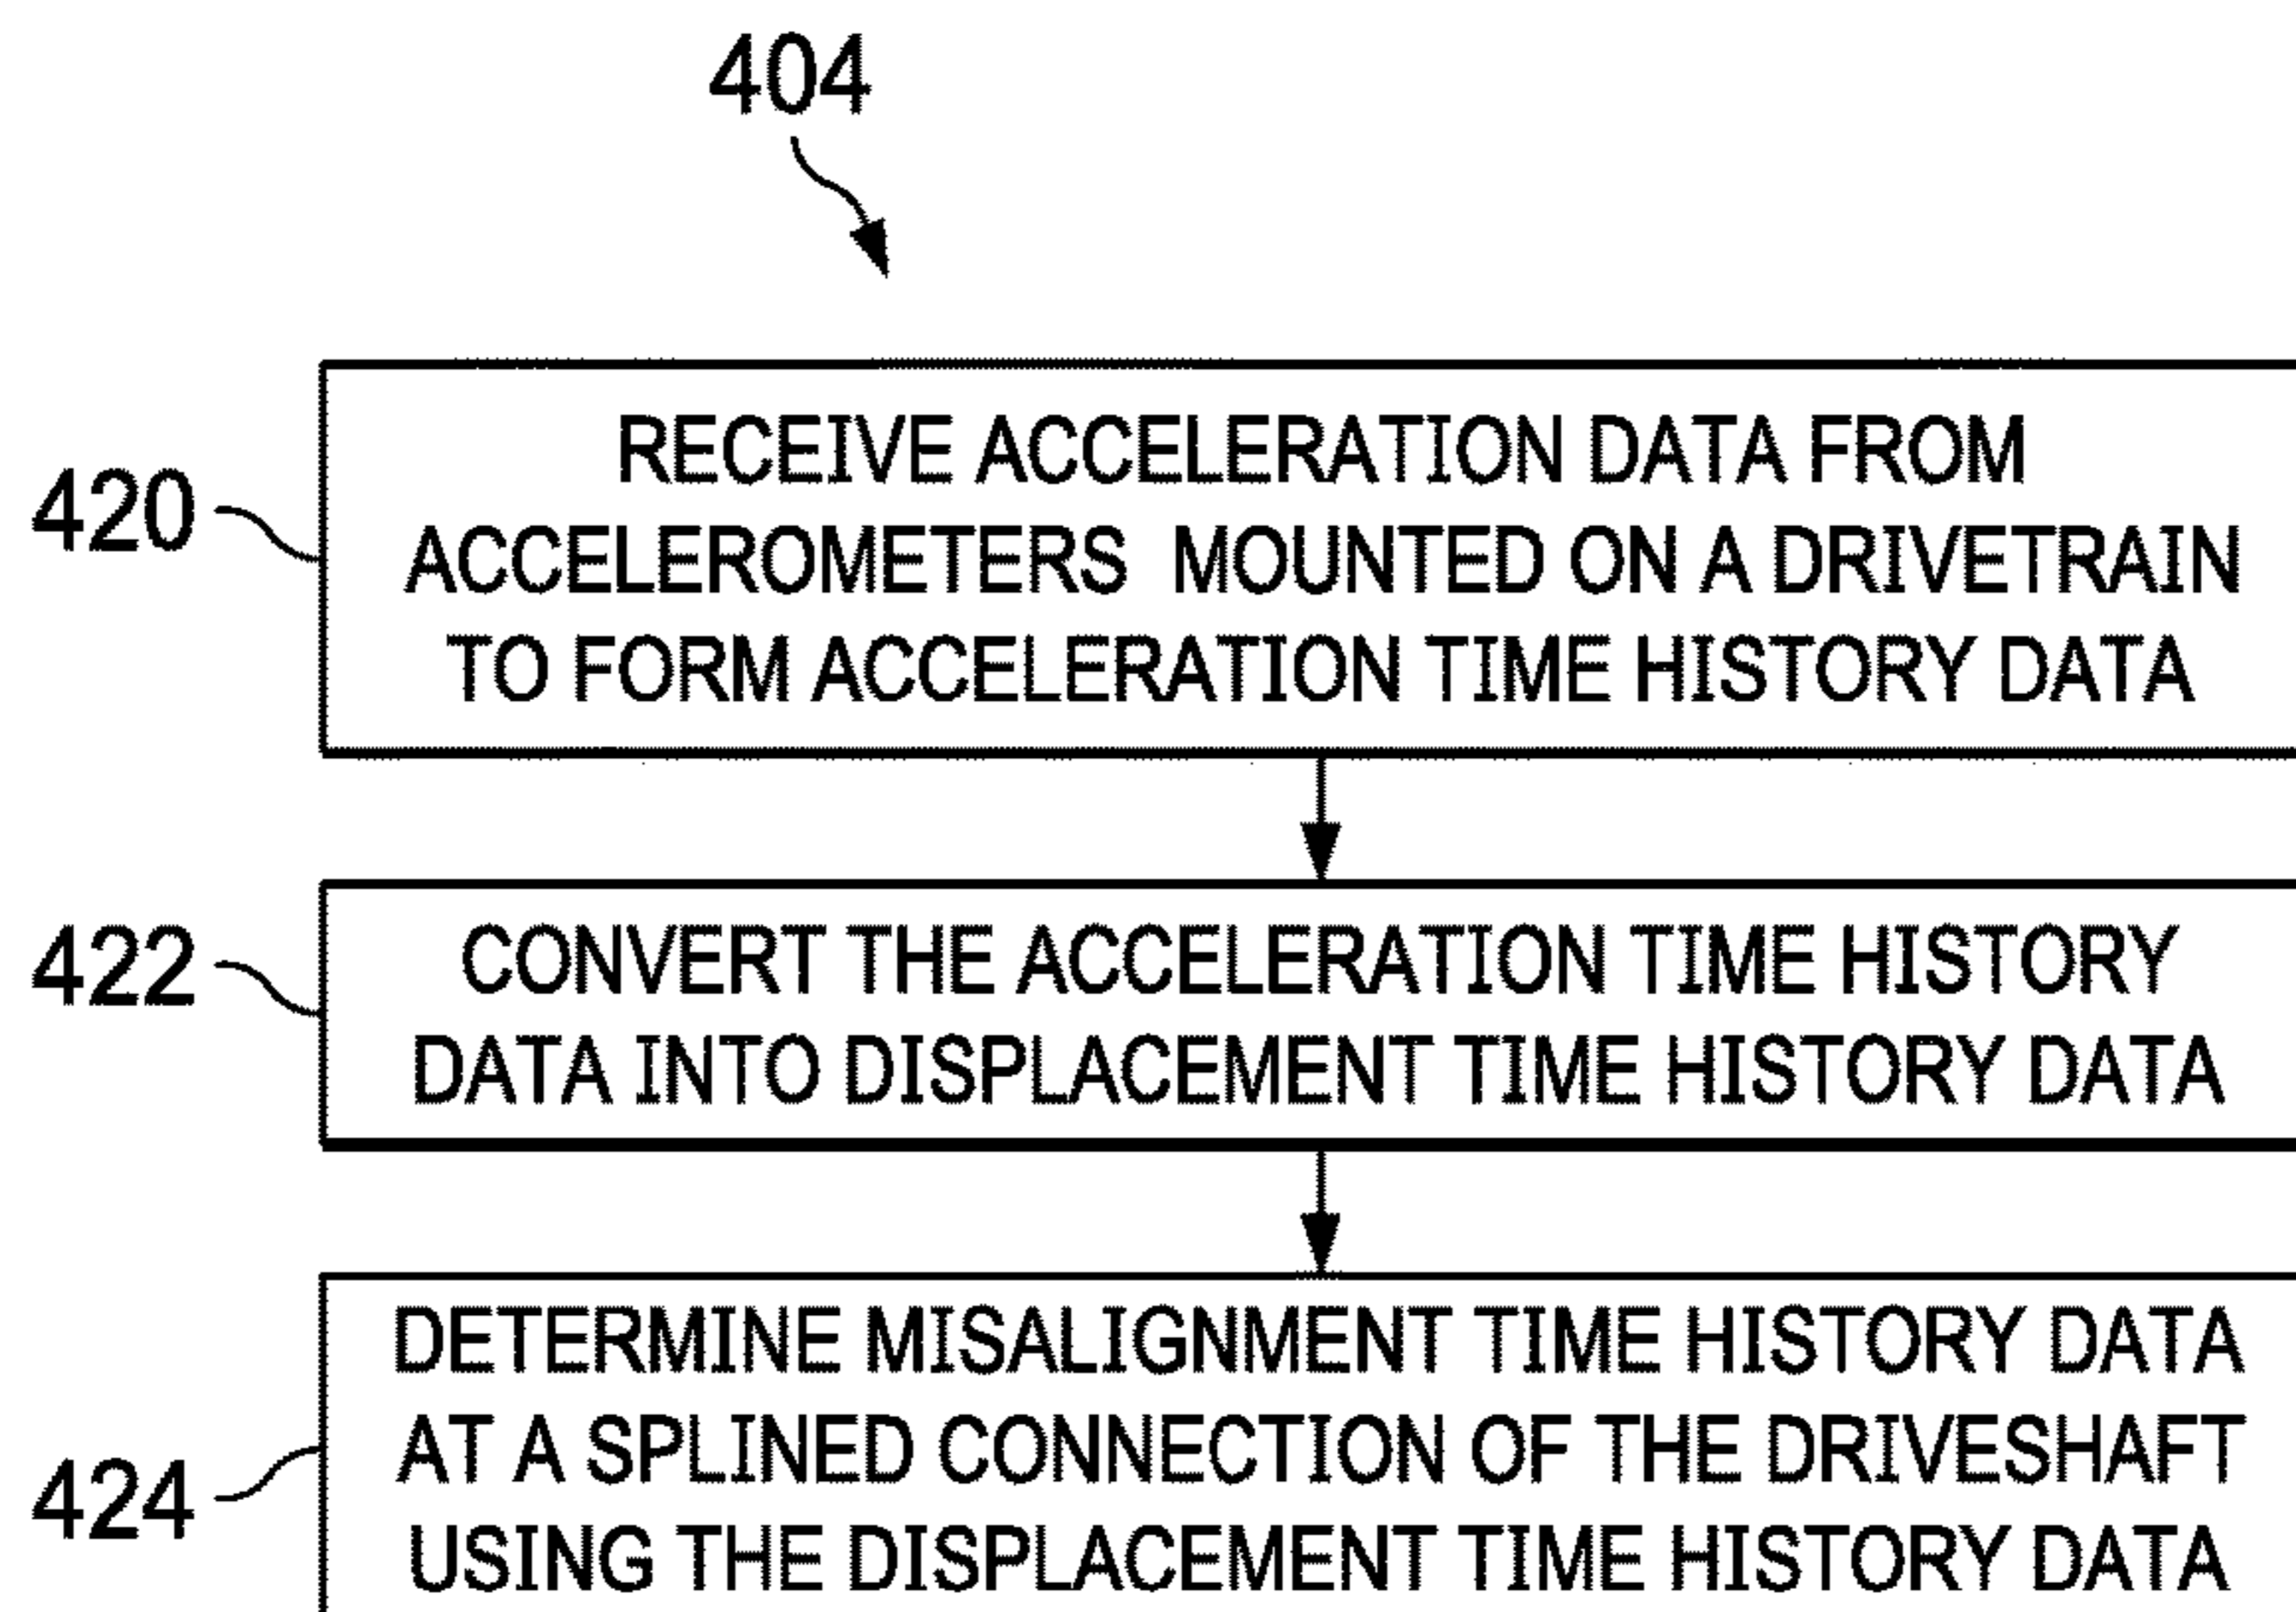 404
420
RECEIVE ACCELERATION DATA FROM
ACCELEROMETERS MOUNTED ON A DRIVETRAIN
TO FORM ACCELERATION TIME HISTORY DATA
422
CONVERT THE ACCELERATION TIME HISTORY
DATA INTO DISPLACEMENT TIME HISTORY DATA
424
DETERMINE MISALIGNMENT TIME HISTORY DATA
AT A SPLINED CONNECTION OF THE DRIVESHAFT
USING THE DISPLACEMENT TIME HISTORY DATA